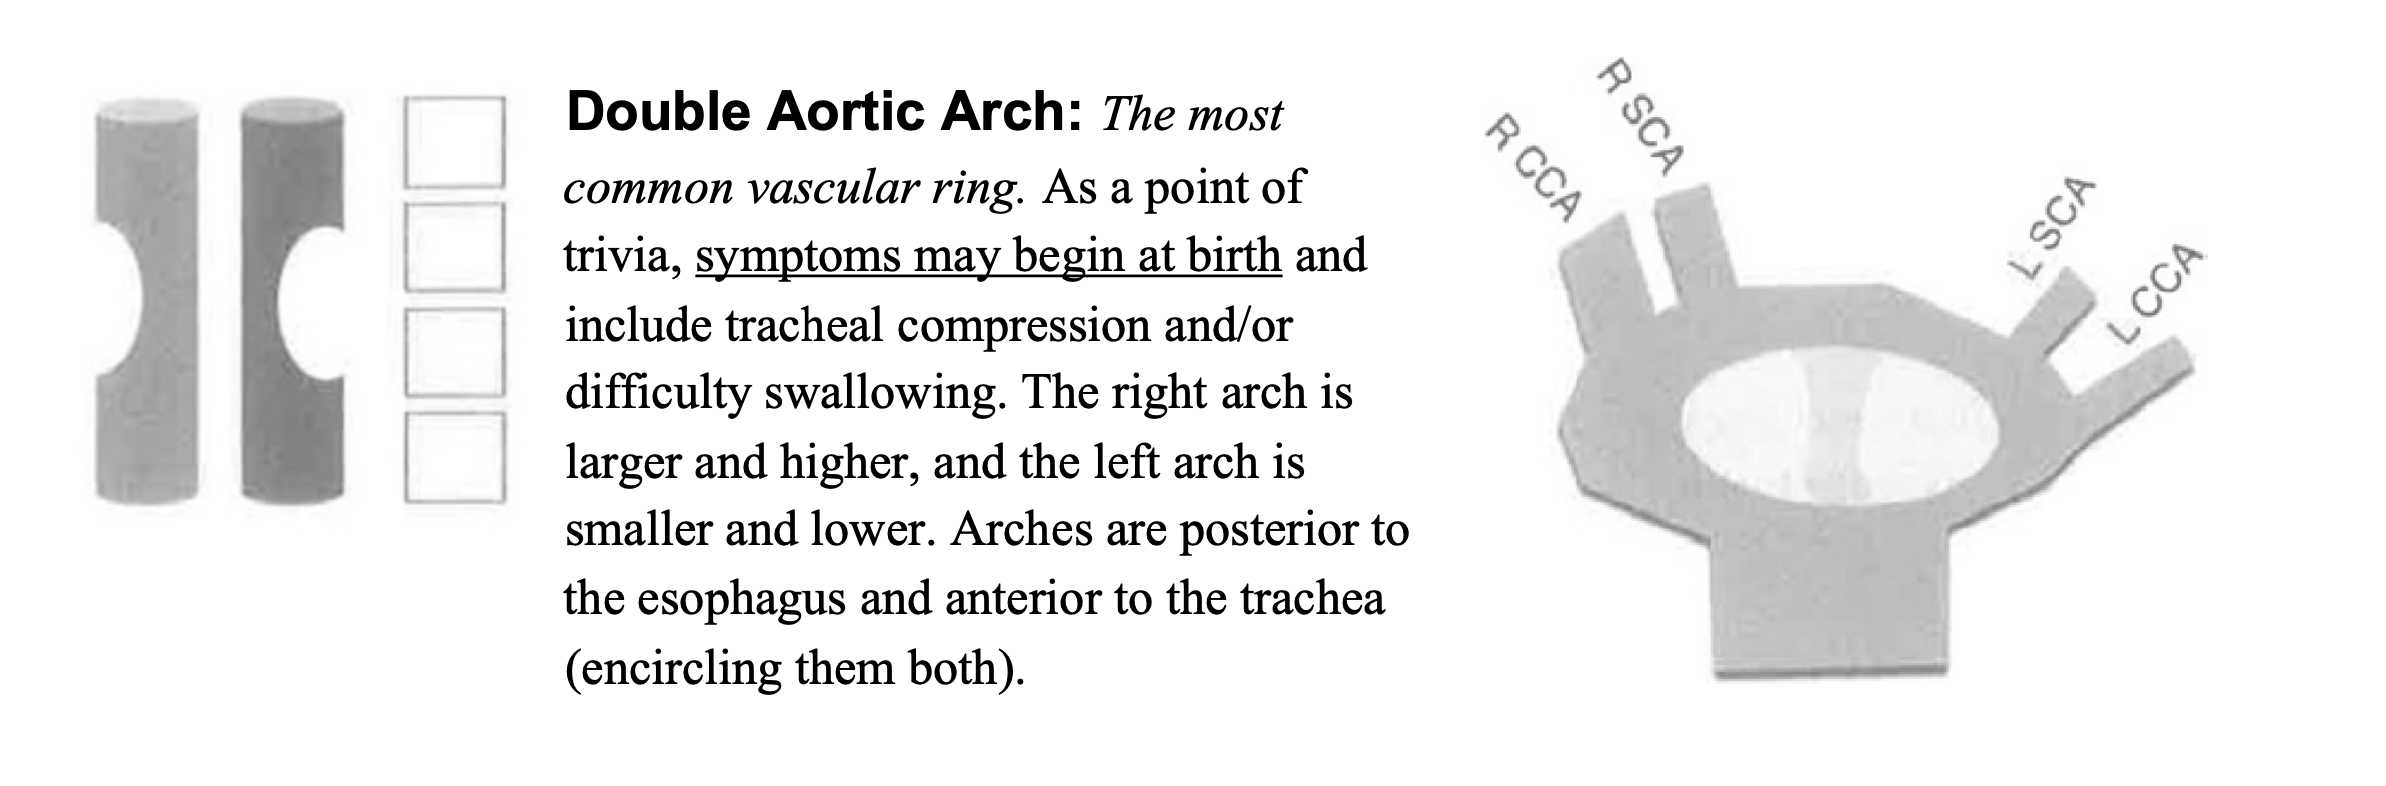 Double Aortic Arch: The most
common vascular ring. As a point of
trivia, symptoms may begin at birth and
include tracheal compression and/or
difficulty swallowing. The right arch is
larger and higher, and the left arch is
smaller and lower. Arches are posterior to
the esophagus and anterior to the trachea
(encircling them both).
R CCA
R SCA
L SCA
L CCA